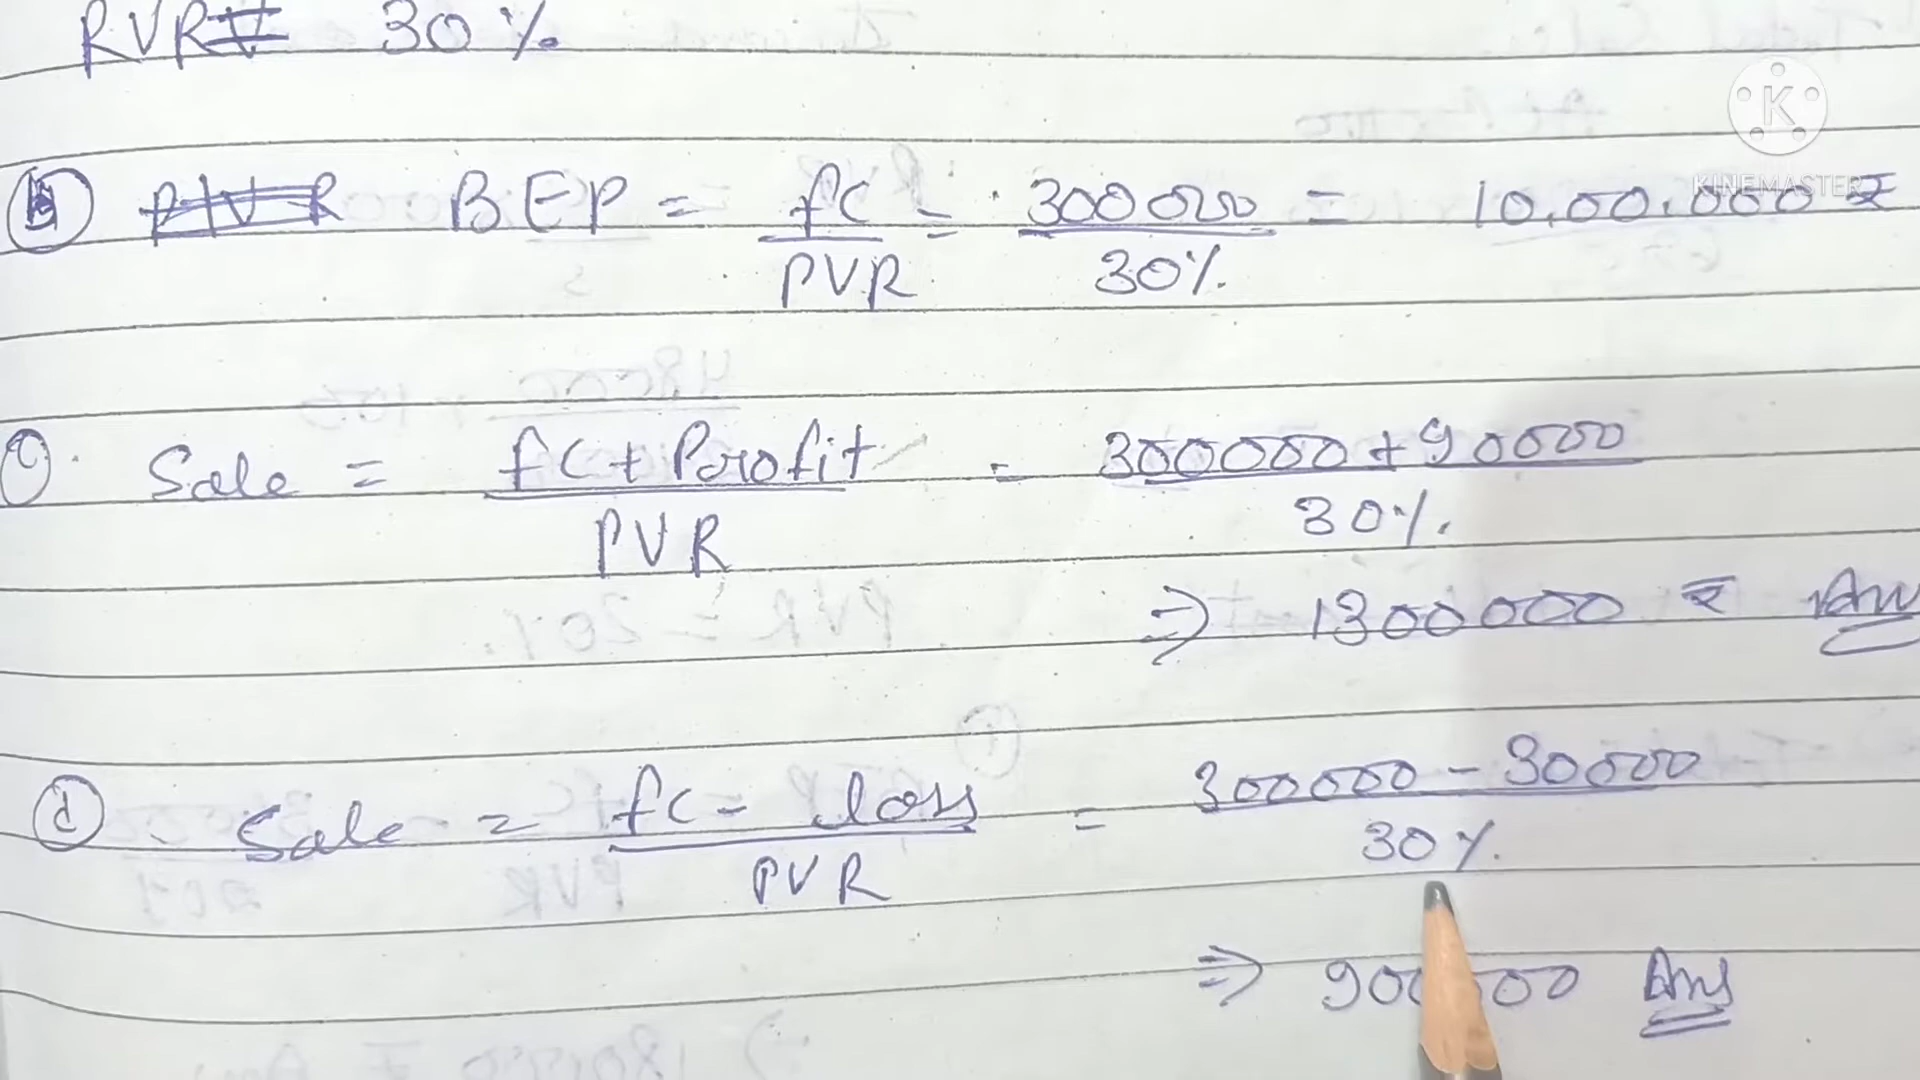 PVR 30%
K
KINEMASTER
(b) BEP = FC / PVR = 300000 / 30% = 10,00,000 ₹
(c) Sale = FC + Profit / PVR = 300000 + 90000 / 30%
⇒ 1300000 ₹ Ans
(d) Sale = FC - loss / PVR = 300000 - 30000 / 30%
⇒ 900000 Ans